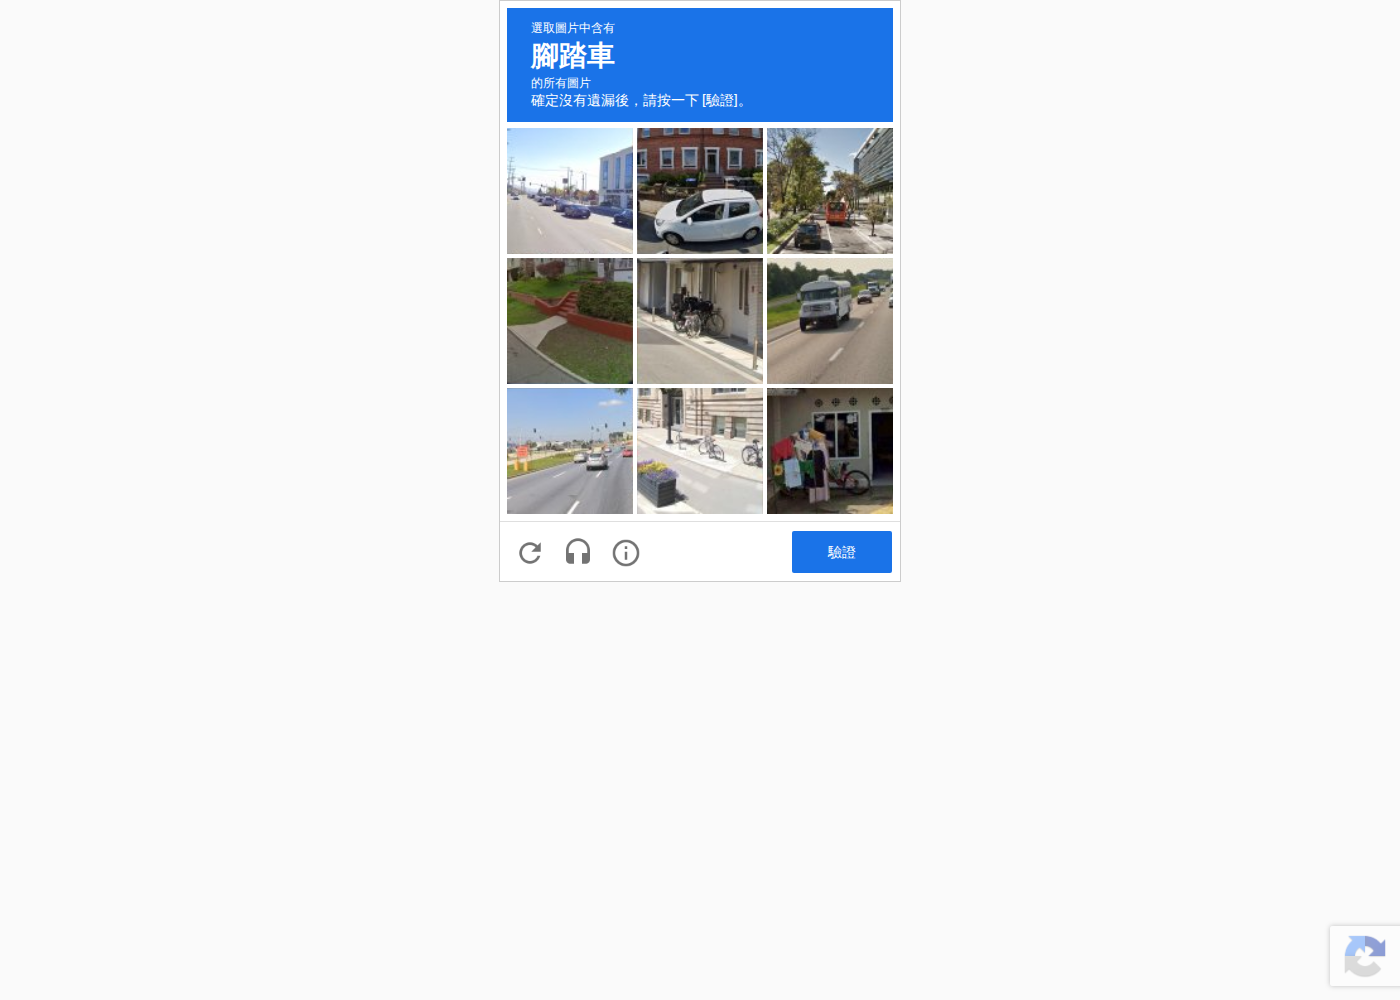 選取圖片中含有
腳踏車
的所有圖片
確定沒有遺漏後，請按一下 [驗證]。
驗證